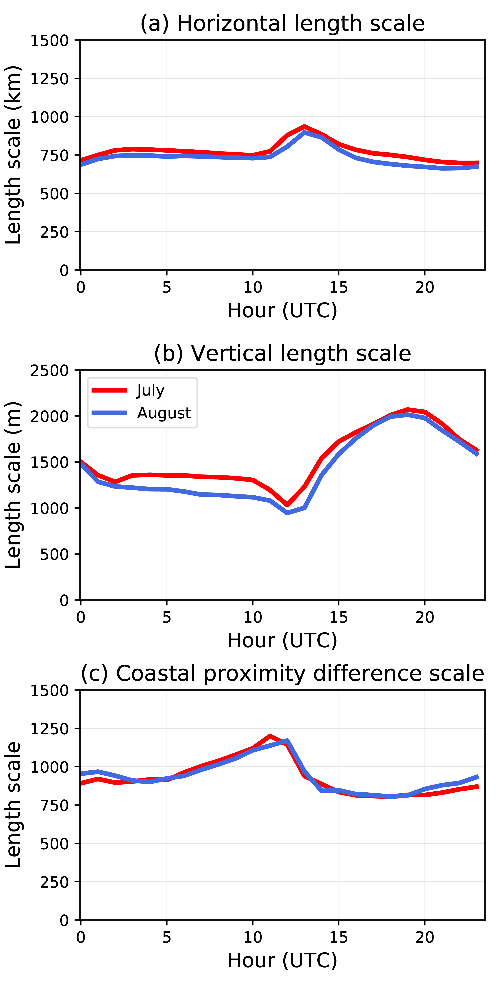 (a) Horizontal length scale
1500
1250
1000
750
500
250
0
Length scale (km)
0 5 10 15 20
Hour (UTC)
(b) Vertical length scale
2500
2000
1500
1000
500
0
Length scale (m)
July
August
0 5 10 15 20
Hour (UTC)
(c) Coastal proximity difference scale
1500
1250
1000
750
500
250
0
Length scale
0 5 10 15 20
Hour (UTC)